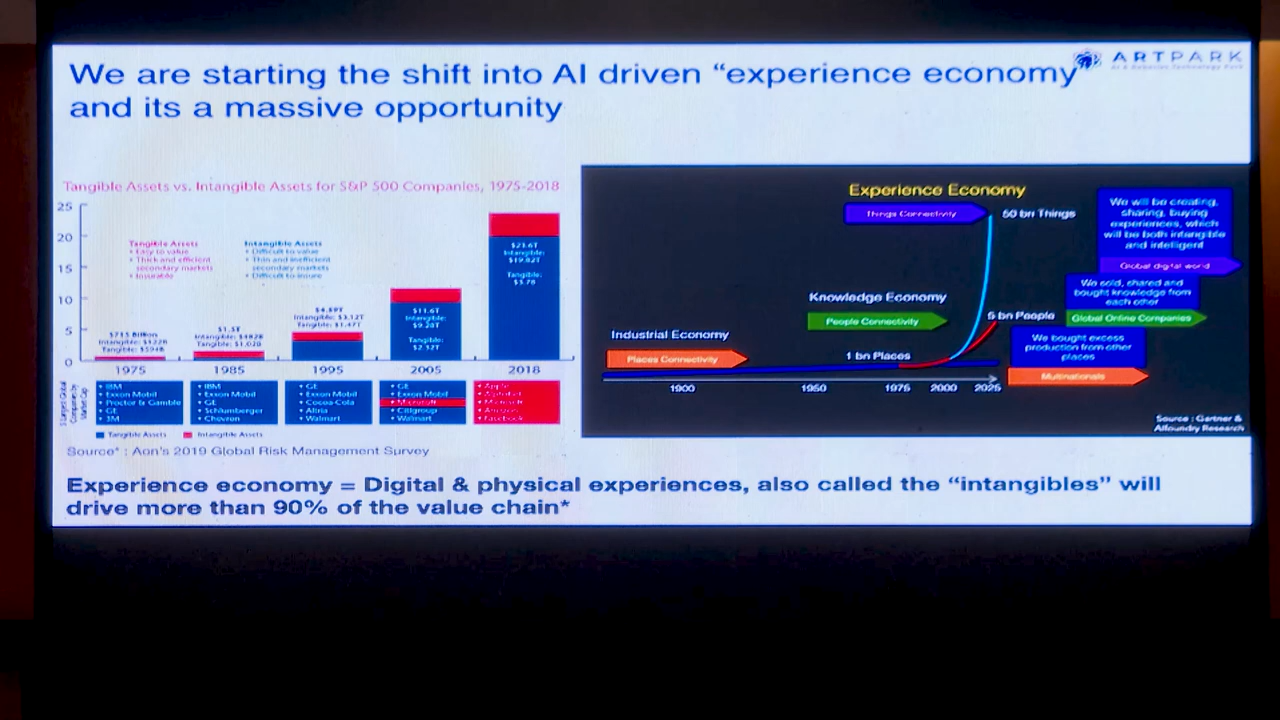 We are starting the shift into AI driven “experience economy
and its a massive opportunity
ARTPARK
Tangible Assets vs. Intangible Assets for S&P 500 Companies, 1975-2018
25
20
15
10
5
0
Tangible Assets
• Easy to value
• Thick and efficient
secondary markets
• Insurable
Intangible Assets
• Difficult to value
• Thin and inefficient
secondary markets
• Difficult to insure
$715 Billion
Intangible: $122B
Tangible: $594B
$1.5T
Intangible: $482B
Tangible: $1.02B
$4.59T
Intangible: $3.12T
Tangible: $1.47T
$11.6T
Intangible:
$9.28T
Tangible:
$2.32T
Intangible:
Tangible:
1975
1985
1995
2005
2018
5 Largest Global
Companies by
Market Cap
• IBM
• Exxon Mobil
• Proctor & Gamble
• GE
• 3M
• IBM
• Exxon Mobil
• GE
• Schlumberger
• Chevron
• GE
• Exxon Mobil
• Cocoa-Cola
• Altria
• Walmart
• GE
• Exxon Mobil
• Microsoft
• Citigroup
• Walmart
• Apple
• Alphabet
• Microsoft
• Amazon
• Facebook
Tangible Assets
Intangible Assets
Source* : Aon's 2019 Global Risk Management Survey
Experience Economy
Things Connectivity
50 bn Things
Knowledge Economy
People Connectivity
5 bn People
Industrial Economy
Places Connectivity
1 bn Places
1900
1950
1975
2000
2025
We will be creating,
sharing, buying
experiences, which
will be both intangible
and intelligent
Global digital world
We sold, shared and
bought knowledge from
each other
Global Online Companies
We bought excess
production from other
places
Multinationals
Source : Gartner &
Affoundry Research
Experience economy = Digital & physical experiences, also called the “intangibles” will
drive more than 90% of the value chain*